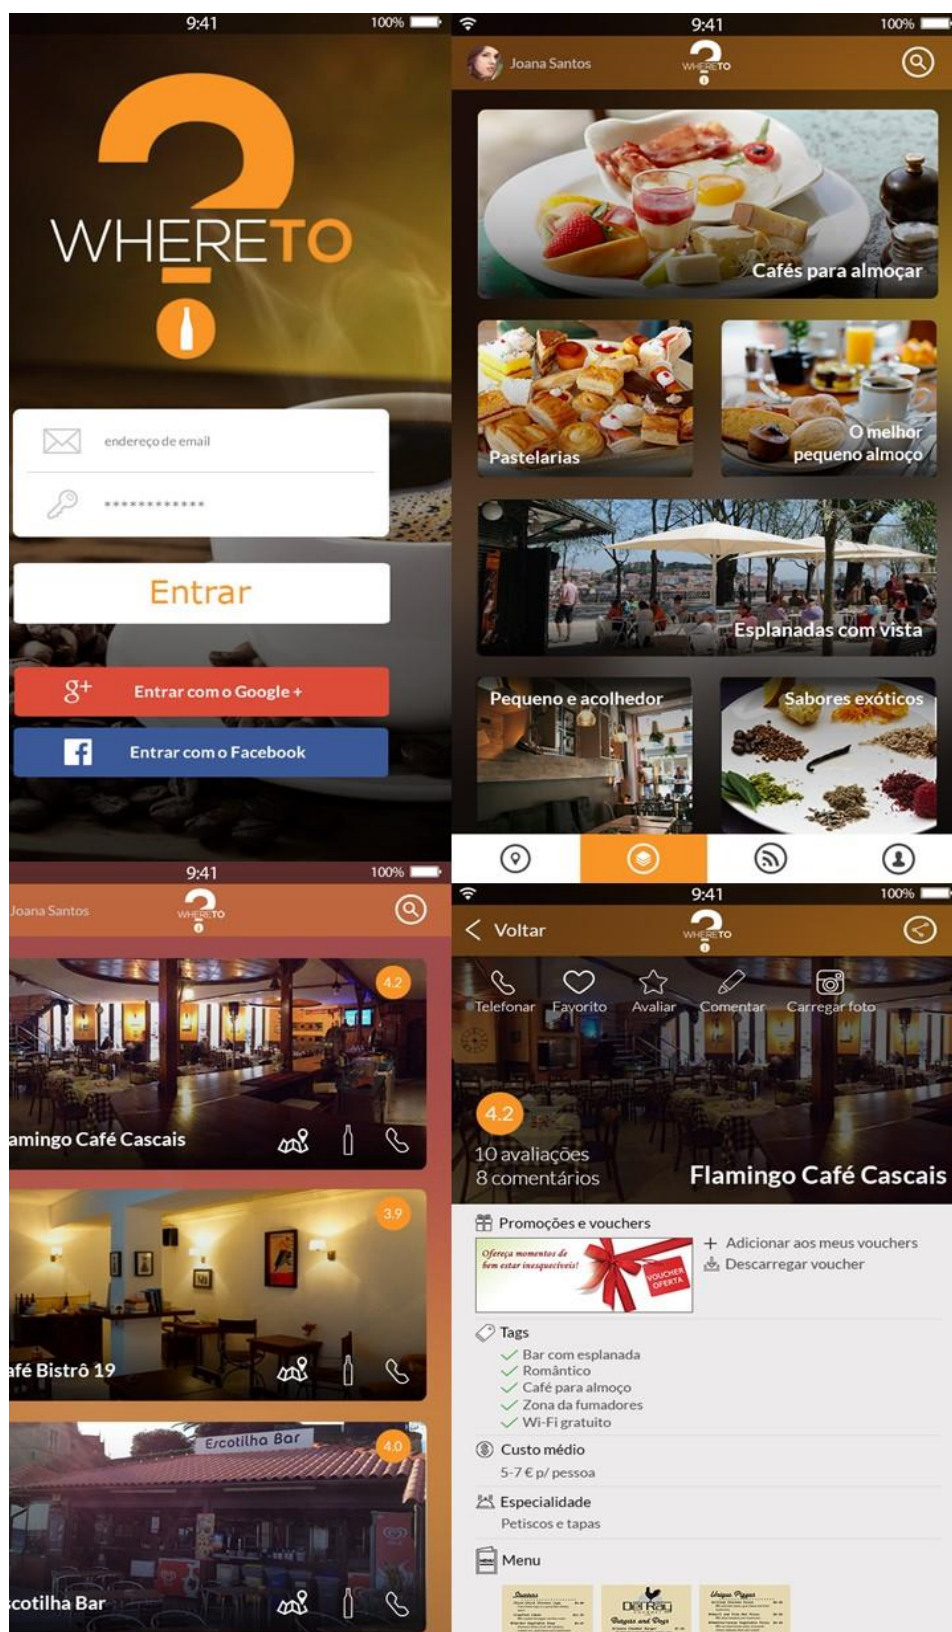 9:41
100%
WHERETO
endereço de email
************
Entrar
g+ Entrar com o Google +
f Entrar com o Facebook
9:41
100%
Joana Santos
WHERETO
Cafés para almoçar
Pastelarias
O melhor
pequeno almoço
Esplanadas com vista
Pequeno e acolhedor
Sabores exóticos
9:41
100%
Joana Santos
WHERETO
4.2
amingo Café Cascais
3.9
afé Bistrô 19
Escotilha Bar
4.0
scotilha Bar
9:41
100%
Voltar
WHERETO
Telefonar
Favorito
Avaliar
Comentar
Carregar foto
4.2
10 avaliações
8 comentários
Flamingo Café Cascais
Promoções e vouchers
Ofereça momentos de
bem estar inesquecíveis!
VOUCHER
OFERTA
+ Adicionar aos meus vouchers
Descarregar voucher
Tags
Bar com esplanada
Romântico
Café para almoço
Zona da fumadores
Wi-Fi gratuito
Custo médio
5-7 € p/ pessoa
Especialidade
Petiscos e tapas
MENU
Menu
DelRay
Burgers and Dogs